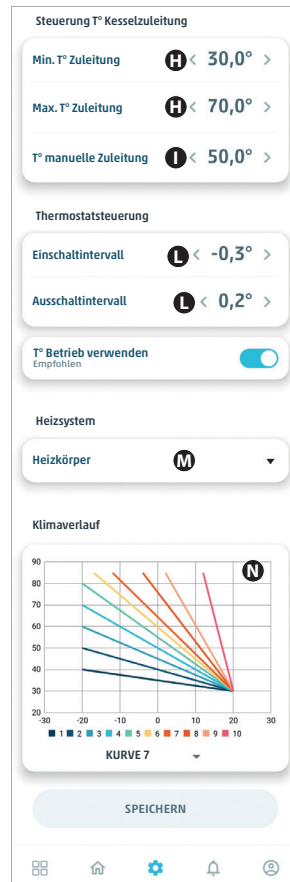 Steuerung T° Kesselzuleitung
Min. T° Zuleitung H < 30,0° >
Max. T° Zuleitung H < 70,0° >
T° manuelle Zuleitung I < 50,0° >
Thermostatsteuerung
Einschaltintervall L < -0,3° >
Ausschaltintervall L < 0,2° >
T° Betrieb verwenden
Empfohlen
Heizsystem
Heizkörper M
Klimaverlauf
N
90
80
70
60
50
40
30
20
-30 -20 -10 0 10 20 30
1 2 3 4 5 6 7 8 9 10
KURVE 7
SPEICHERN